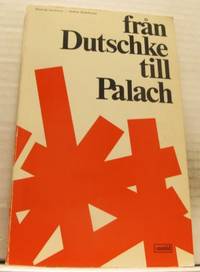 från
Dutschke
till
Palach